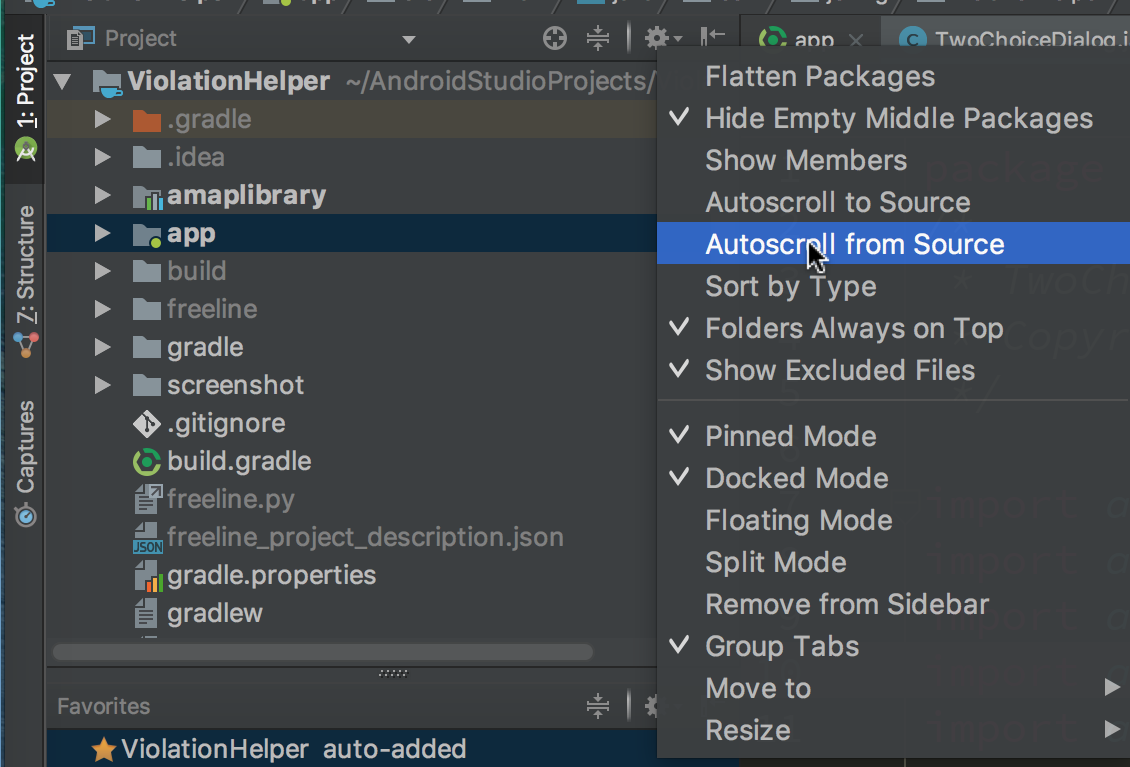 1: Project
Z: Structure
Captures
Project
app
TwoChoiceDialog.j
ViolationHelper ~/AndroidStudioProjects/
.gradle
.idea
amaplibrary
app
build
freeline
gradle
screenshot
.gitignore
build.gradle
freeline.py
JSON
freeline_project_description.json
gradle.properties
gradlew
Favorites
ViolationHelper auto-added
Flatten Packages
Hide Empty Middle Packages
Show Members
Autoscroll to Source
Autoscroll from Source
Sort by Type
Folders Always on Top
Show Excluded Files
Pinned Mode
Docked Mode
Floating Mode
Split Mode
Remove from Sidebar
Group Tabs
Move to
Resize
package
* TwoCh
Copyr
*/
import a
import a
import a
import